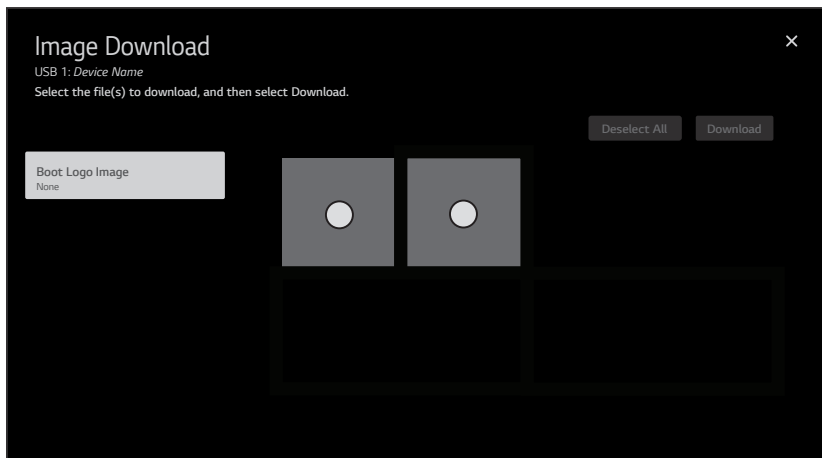 Image Download
USB 1: Device Name
Select the file(s) to download, and then select Download.
Deselect All
Download
Boot Logo Image
None